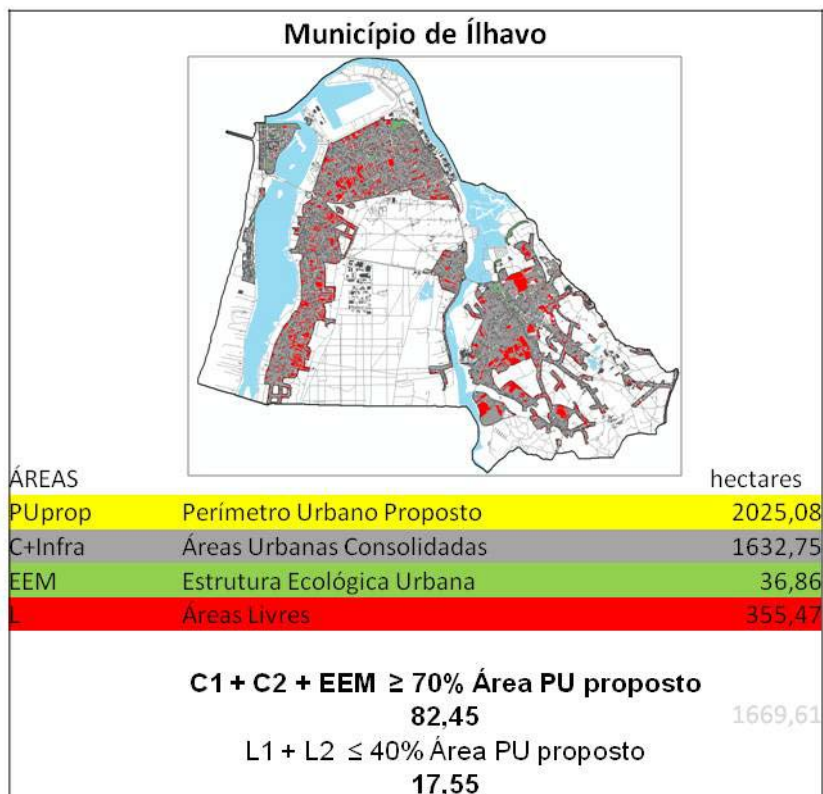 Município de Ílhavo
ÁREAS hectares
PUprop Perímetro Urbano Proposto 2025,08
C+Infra Áreas Urbanas Consolidadas 1632,75
EEM Estrutura Ecológica Urbana 36,86
L Áreas Livres 355,47
C1 + C2 + EEM ≥ 70% Área PU proposto
82,45 1669,61
L1 + L2 ≤ 40% Área PU proposto
17,55